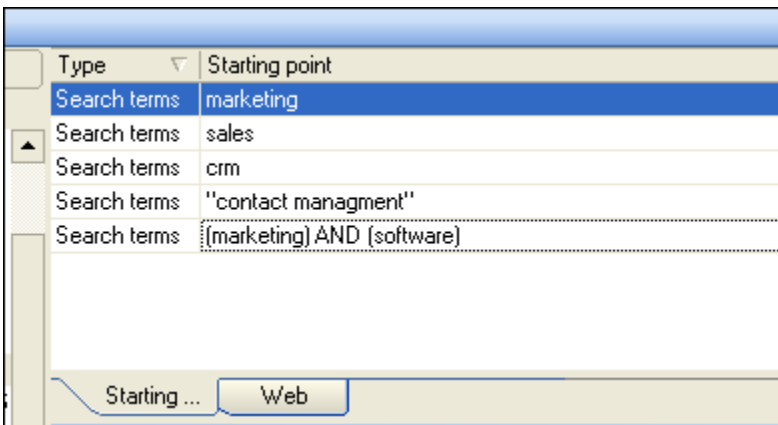 Type Starting point
Search terms marketing
Search terms sales
Search terms crm
Search terms "contact managment"
Search terms (marketing) AND (software)
Starting ... Web